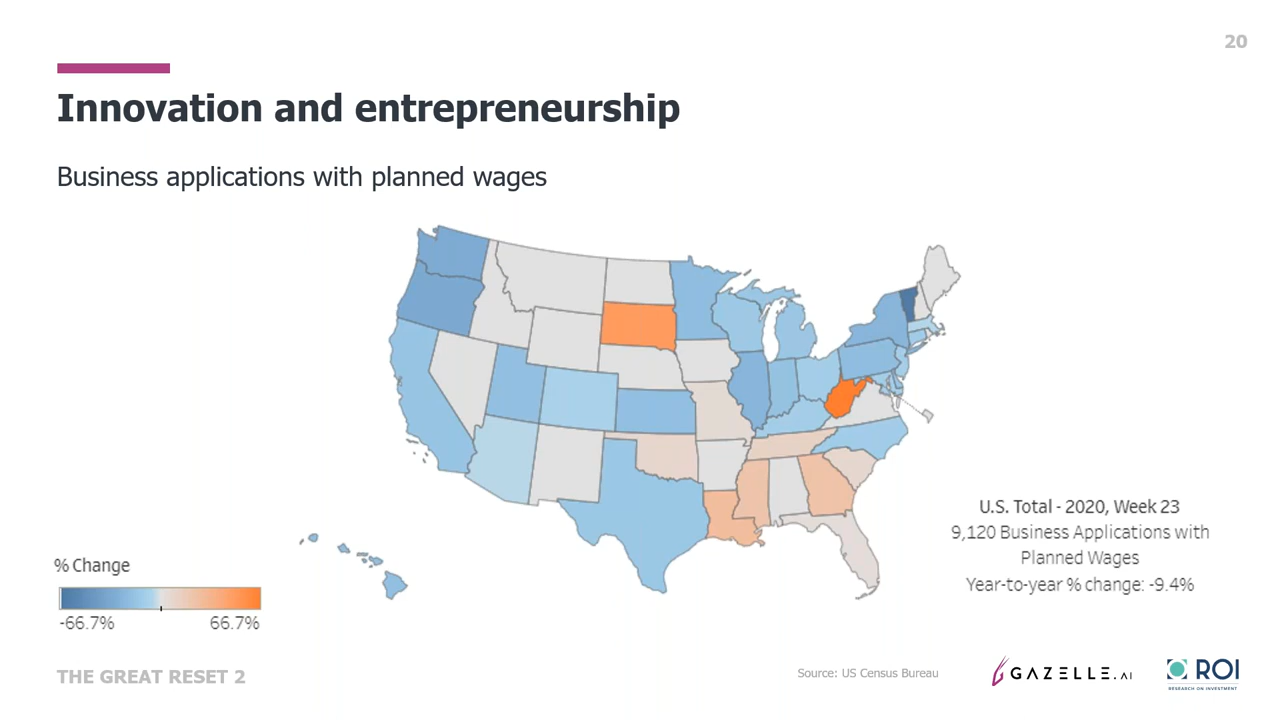 20
Innovation and entrepreneurship
Business applications with planned wages
U.S. Total - 2020, Week 23
9,120 Business Applications with
Planned Wages
Year-to-year % change: -9.4%
% Change
-66.7%
66.7%
THE GREAT RESET 2
Source: US Census Bureau
GAZELLE.AI
ROI
RESEARCH ON INVESTMENT